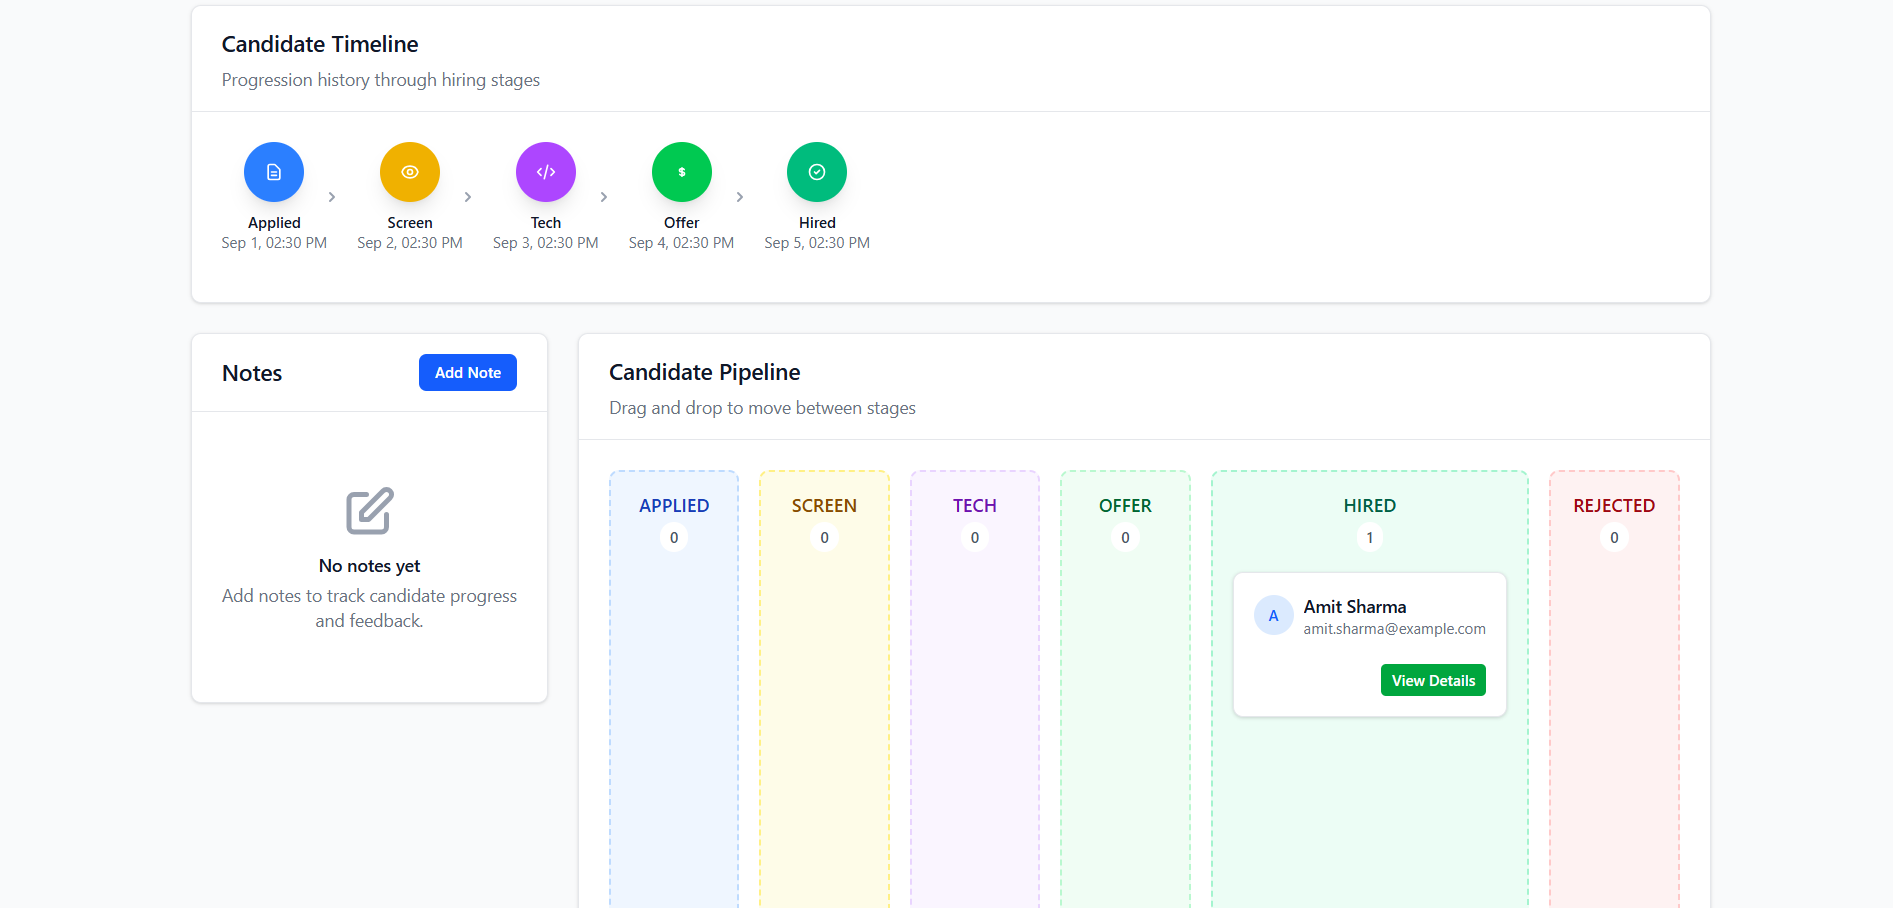 Candidate Timeline
Progression history through hiring stages
Applied
Sep 1, 02:30 PM
Screen
Sep 2, 02:30 PM
Tech
Sep 3, 02:30 PM
$
Offer
Sep 4, 02:30 PM
Hired
Sep 5, 02:30 PM
Notes
Add Note
No notes yet
Add notes to track candidate progress
and feedback.
Candidate Pipeline
Drag and drop to move between stages
APPLIED
0
SCREEN
0
TECH
0
OFFER
0
HIRED
1
A
Amit Sharma
amit.sharma@example.com
View Details
REJECTED
0